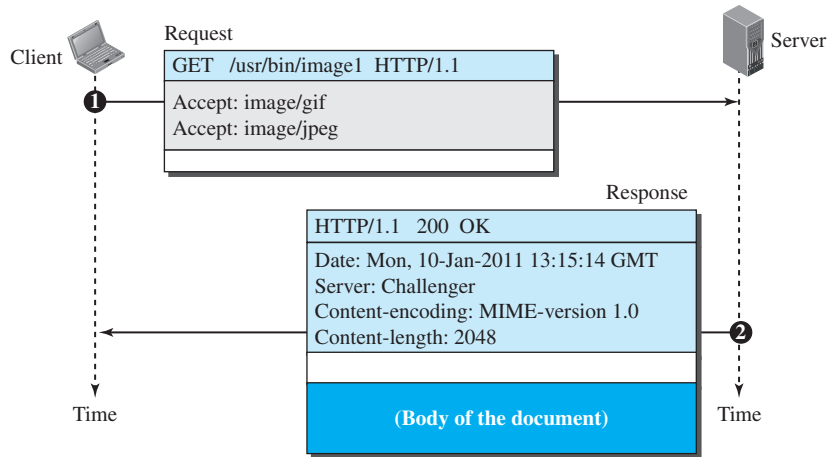 Client
Request
Server
GET /usr/bin/image1 HTTP/1.1
1
Accept: image/gif
Accept: image/jpeg
Response
HTTP/1.1 200 OK
Date: Mon, 10-Jan-2011 13:15:14 GMT
Server: Challenger
Content-encoding: MIME-version 1.0
Content-length: 2048
2
Time
(Body of the document)
Time